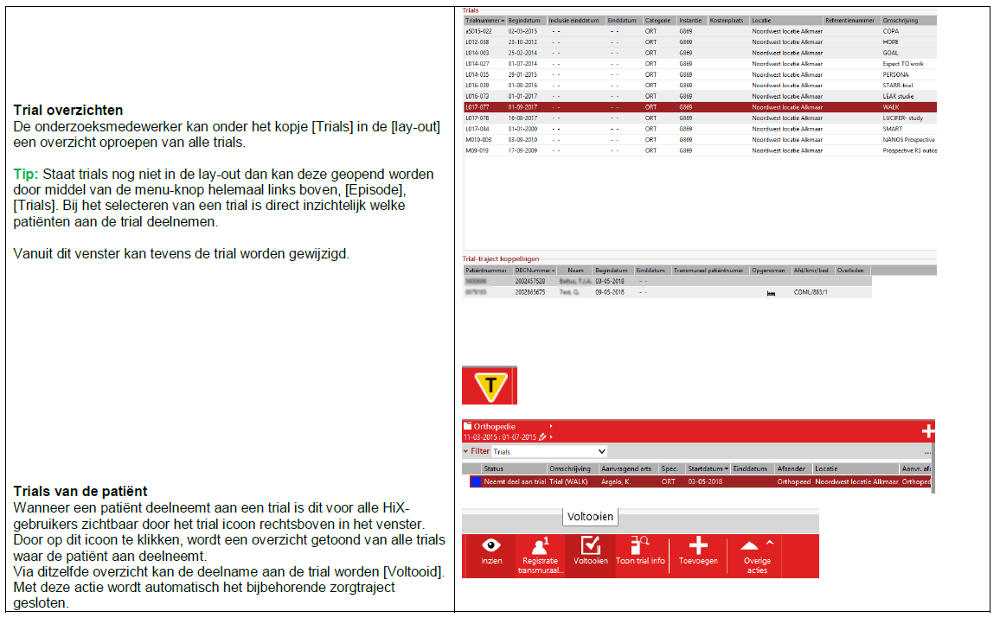 Trial overzichten
De onderzoeksmedewerker kan onder het kopje [Trials] in de [lay-out]
een overzicht oproepen van alle trials.
Tip: Staat trials nog niet in de lay-out dan kan deze geopend worden
door middel van de menu-knop helemaal links boven, [Episode],
[Trials]. Bij het selecteren van een trial is direct inzichtelijk welke
patiënten aan de trial deelnemen.
Vanuit dit venster kan tevens de trial worden gewijzigd.
Trials van de patiënt
Wanneer een patiënt deelneemt aan een trial is dit voor alle HiX-
gebruikers zichtbaar door het trial icoon rechtsboven in het venster.
Door op dit icoon te klikken, wordt een overzicht getoond van alle trials
waar de patiënt aan deelneemt.
Via ditzelfde overzicht kan de deelname aan de trial worden [Voltooid].
Met deze actie wordt automatisch het bijbehorende zorgtraject
gesloten.
Trials
Trialnummer Begindatum Inclusie einddatum Einddatum Categorie Instantie Kostenplaats Locatie Referentienummer Omschrijving
aS015-022 02-03-2015 - - - - ORT G869 Noordwest locatie Alkmaar COPA
L012-038 23-10-2012 - - - - ORT G869 Noordwest locatie Alkmaar HOPE
L014-003 25-02-2014 - - - - ORT G869 Noordwest locatie Alkmaar GOAL
L014-027 01-07-2014 - - - - ORT G869 Noordwest locatie Alkmaar Expect TO work
L014-055 29-01-2015 - - - - ORT G869 Noordwest locatie Alkmaar PERSONA
L016-039 01-08-2016 - - - - ORT G869 Noordwest locatie Alkmaar STARR-trial
L016-073 01-01-2017 - - - - ORT G869 Noordwest locatie Alkmaar LEAK studie
L017-077 01-09-2017 - - - - ORT G869 Noordwest locatie Alkmaar WALK
L017-078 16-08-2017 - - - - ORT G869 Noordwest locatie Alkmaar LUCIFER- study
L017-084 01-01-2000 - - - - ORT G869 Noordwest locatie Alkmaar SMART
M010-003 03-09-2010 - - - - ORT G869 Noordwest locatie Alkmaar NANOS Prospective
M09-019 17-09-2009 - - - - ORT G869 Noordwest locatie Alkmaar Prospective R3 outco
Trial-traject koppelingen
Patiëntnummer DBCNummer Naam Begindatum Einddatum Transmuraal patiëntnumer Opgenomen Afd/kmr/bed Overleden
2002457528 03-05-2018 - -
2002865675 09-05-2018 - - COML/883/1
T
Orthopedie
11-03-2015 : 01-07-2015
Filter Trials ...
Status Omschrijving Aanvragend arts Spec. Startdatum Einddatum Afzender Locatie Aanvr. afd
Neemt deel aan trial Trial (WALK) Argelo, K. ORT 03-05-2018 Orthopeed Noordwest locatie Alkmaar Orthoped
Voltooien
Inzien Registratie transmuraal... Voltooien Toon trial info Toevoegen Overige acties